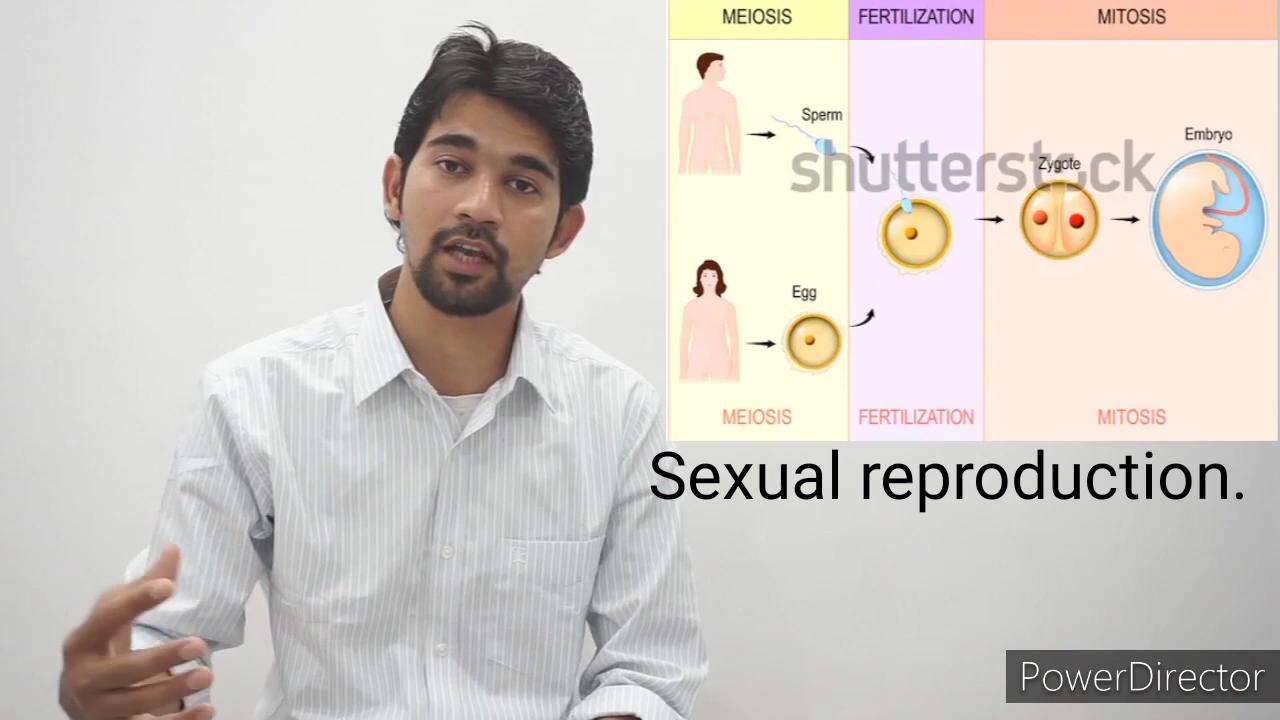 MEIOSIS
FERTILIZATION
MITOSIS
Sperm
Embryo
shutterstock
Zygote
Egg
MEIOSIS
FERTILIZATION
MITOSIS
Sexual reproduction.
PowerDirector